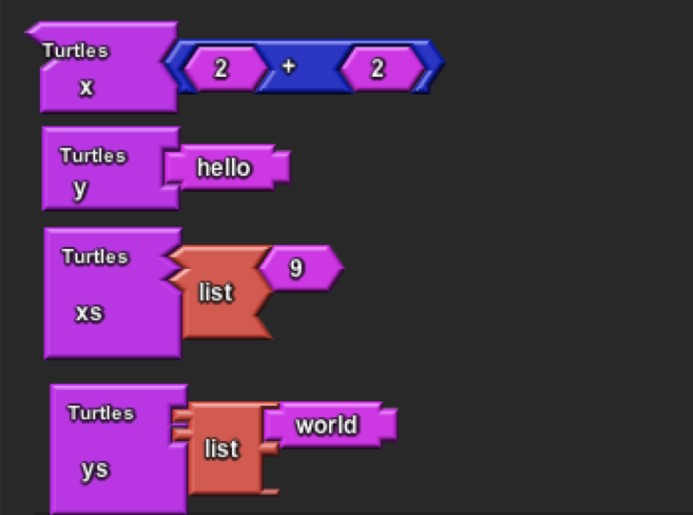 Turtles
x
2 + 2
Turtles
y
hello
Turtles
xs
list
9
Turtles
ys
list
world